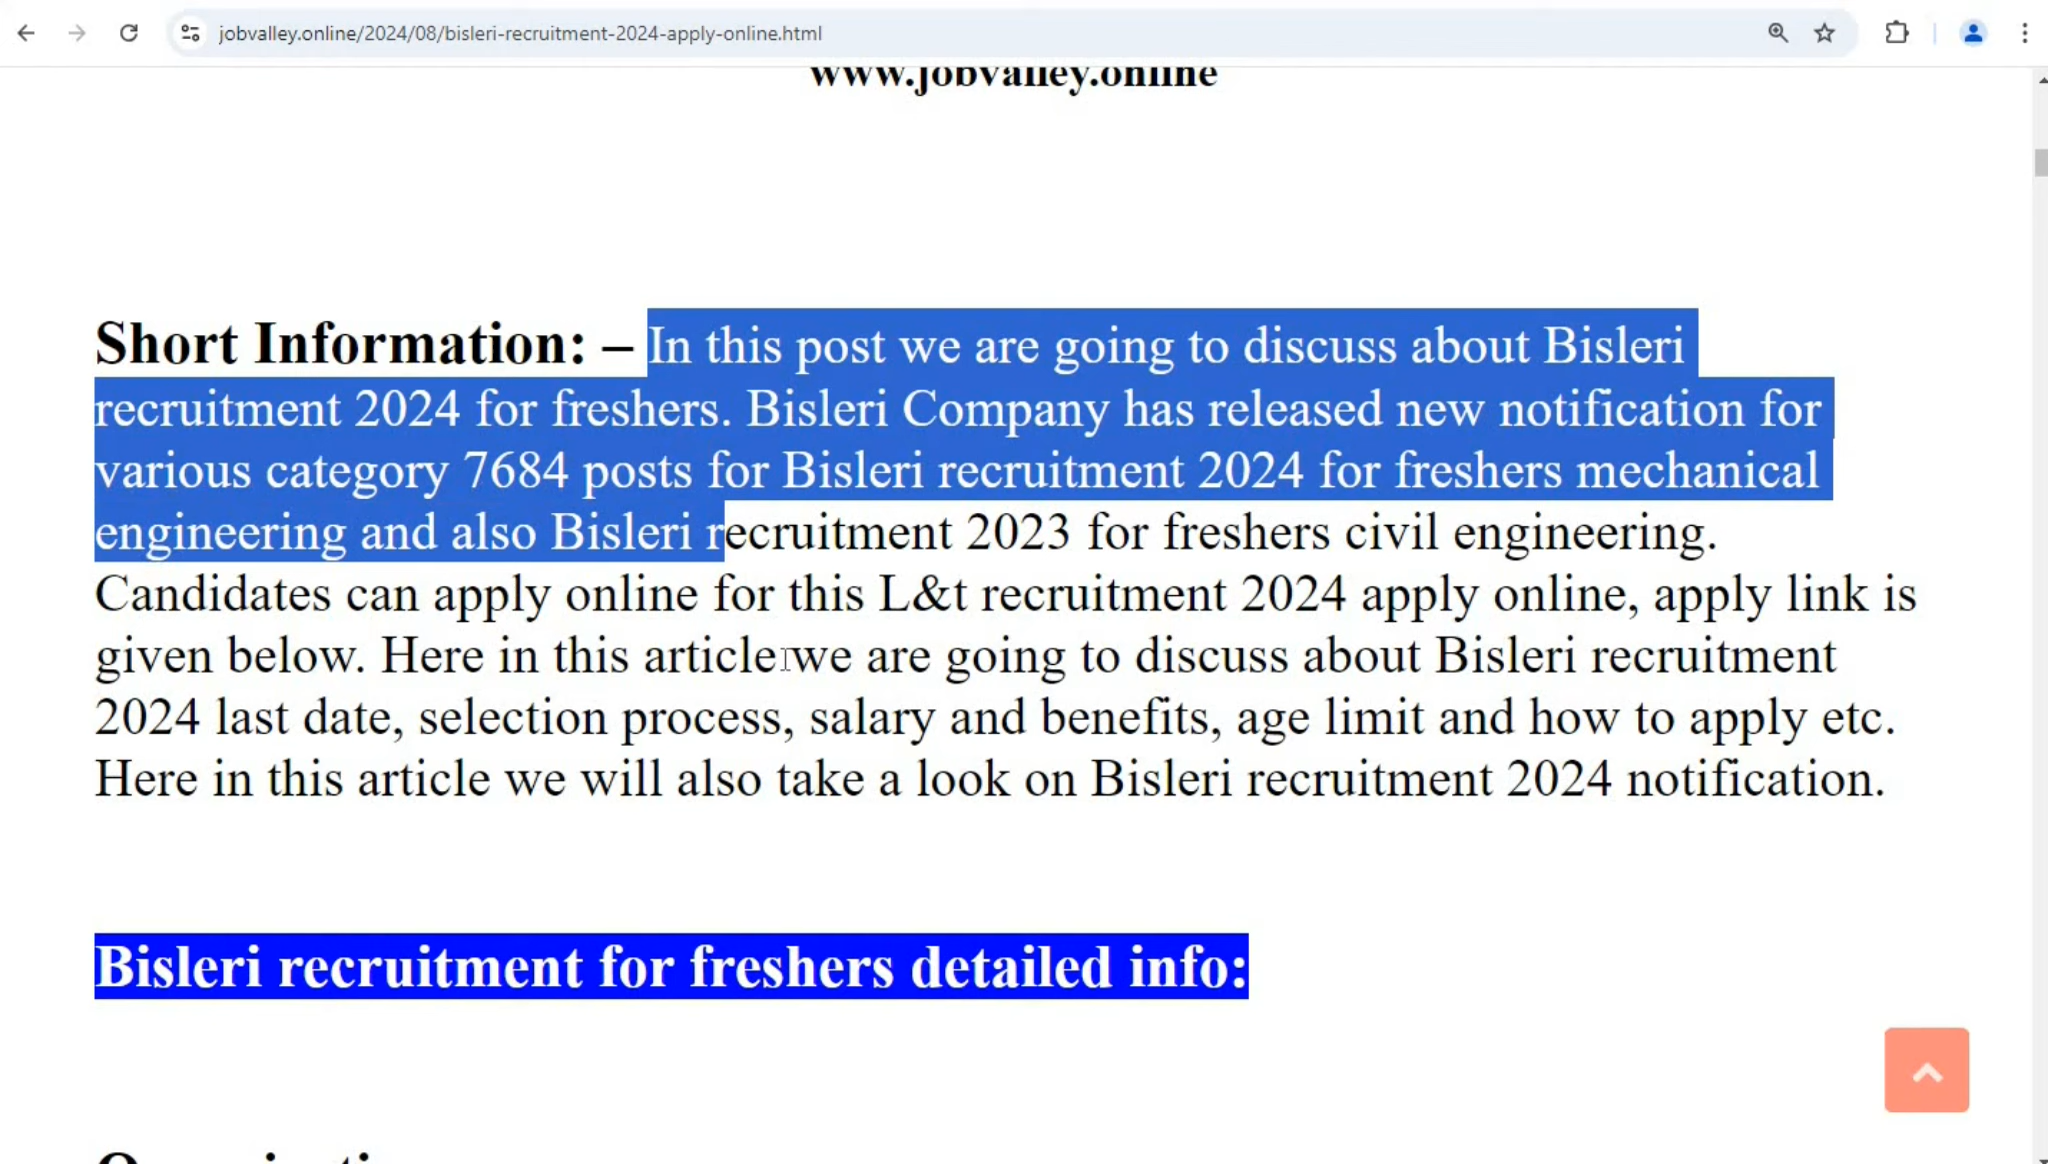 jobvalley.online/2024/08/bisleri-recruitment-2024-apply-online.html
www.jobvalley.online
Short Information: – In this post we are going to discuss about Bisleri
recruitment 2024 for freshers. Bisleri Company has released new notification for
various category 7684 posts for Bisleri recruitment 2024 for freshers mechanical
engineering and also Bisleri recruitment 2023 for freshers civil engineering.
Candidates can apply online for this L&t recruitment 2024 apply online, apply link is
given below. Here in this article we are going to discuss about Bisleri recruitment
2024 last date, selection process, salary and benefits, age limit and how to apply etc.
Here in this article we will also take a look on Bisleri recruitment 2024 notification.
Bisleri recruitment for freshers detailed info: